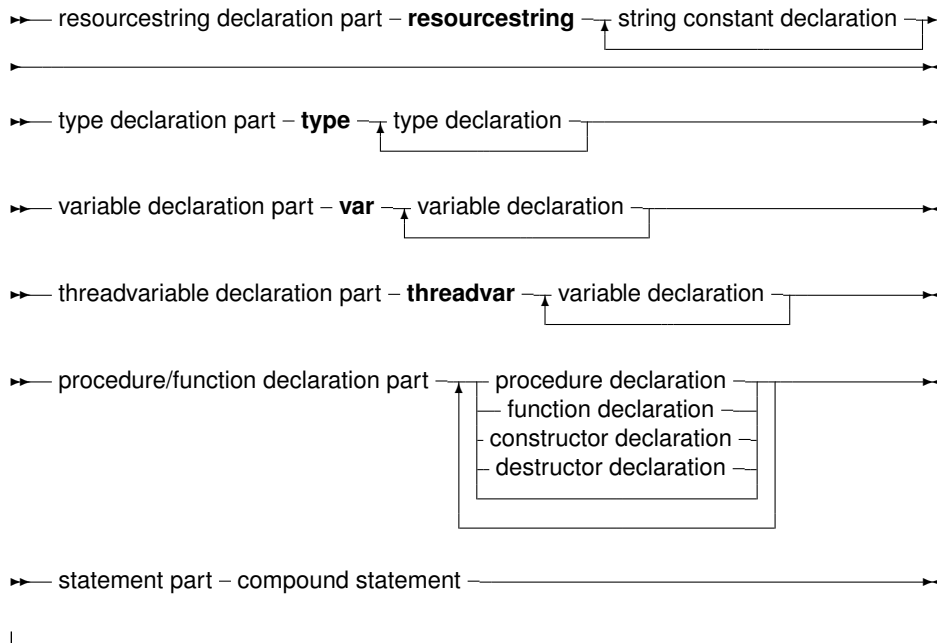 resourcestring declaration part – resourcestring – string constant declaration
type declaration part – type – type declaration
variable declaration part – var – variable declaration
threadvariable declaration part – threadvar – variable declaration
procedure/function declaration part – procedure declaration
function declaration
constructor declaration
destructor declaration
statement part – compound statement